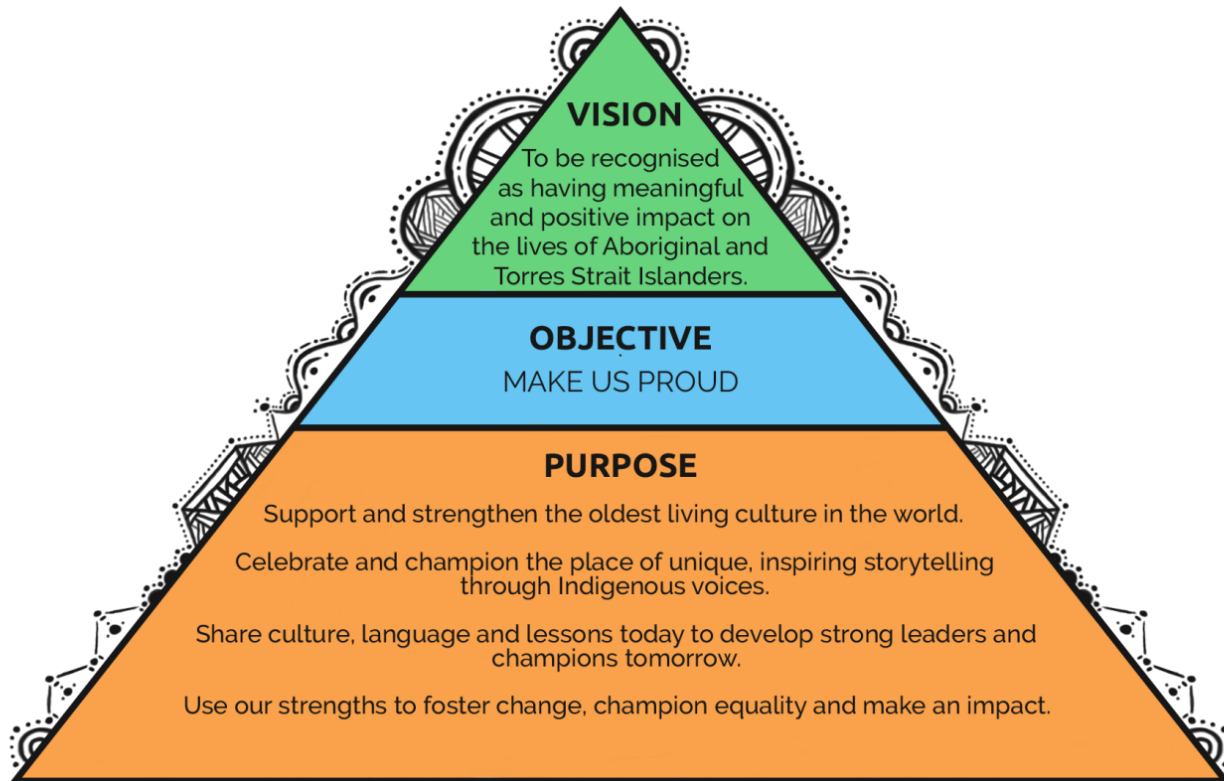 VISION
To be recognised
as having meaningful
and positive impact on
the lives of Aboriginal and
Torres Strait Islanders.
OBJECTIVE
MAKE US PROUD
PURPOSE
Support and strengthen the oldest living culture in the world.
Celebrate and champion the place of unique, inspiring storytelling
through Indigenous voices.
Share culture, language and lessons today to develop strong leaders and
champions tomorrow.
Use our strengths to foster change, champion equality and make an impact.